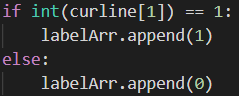 if int(curline[1]) == 1:
    labelArr.append(1)
else:
    labelArr.append(0)